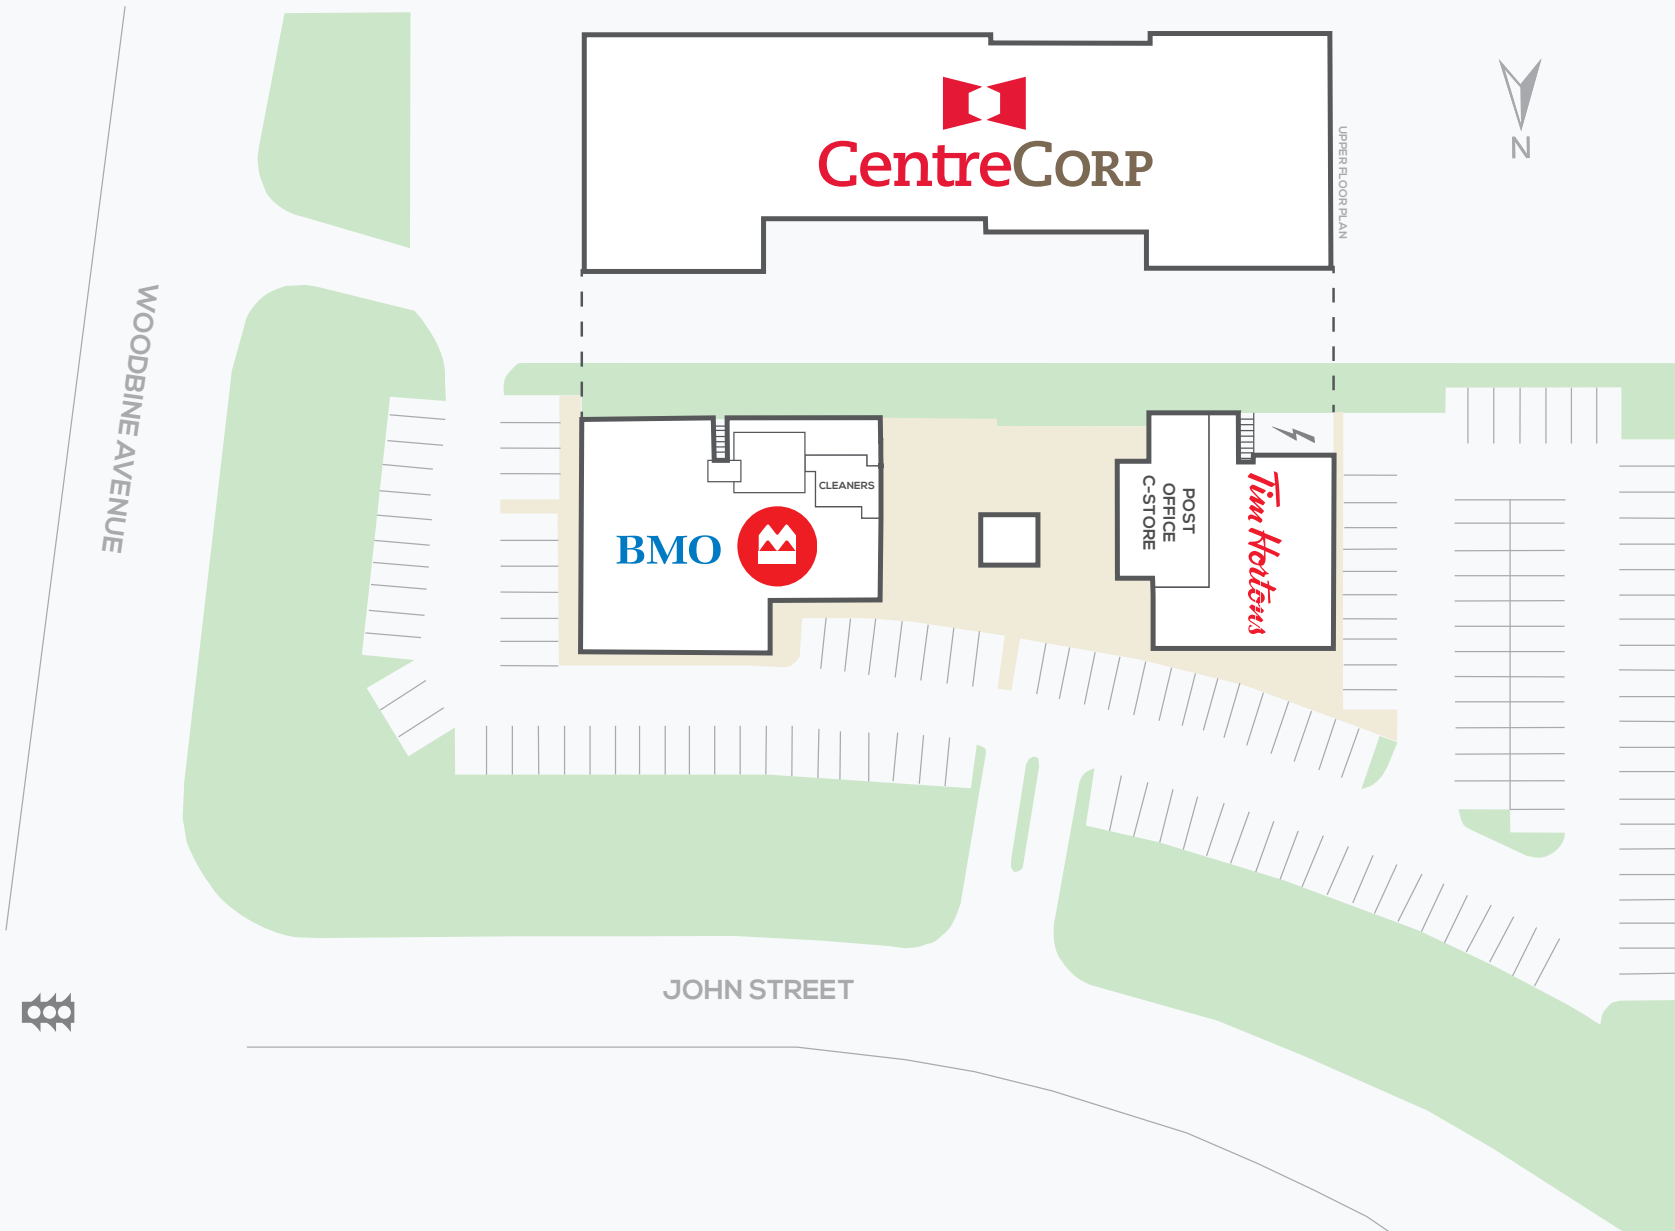 CentreCorp
UPPER FLOOR PLAN
N
WOODBINE AVENUE
CLEANERS
BMO
POST
OFFICE
C-STORE
Tim Hortons
JOHN STREET